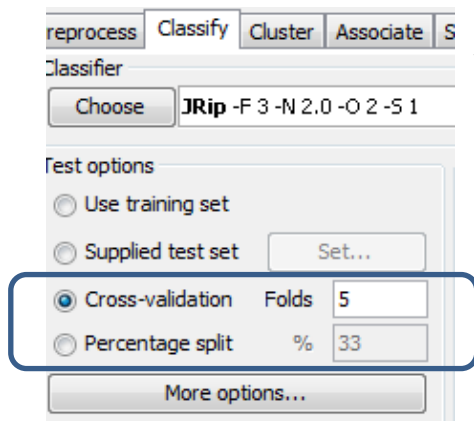 reprocess Classify Cluster Associate S
Classifier
Choose JRip -F 3 -N 2.0 -O 2 -S 1
Test options
Use training set
Supplied test set Set...
Cross-validation Folds 5
Percentage split % 33
More options...